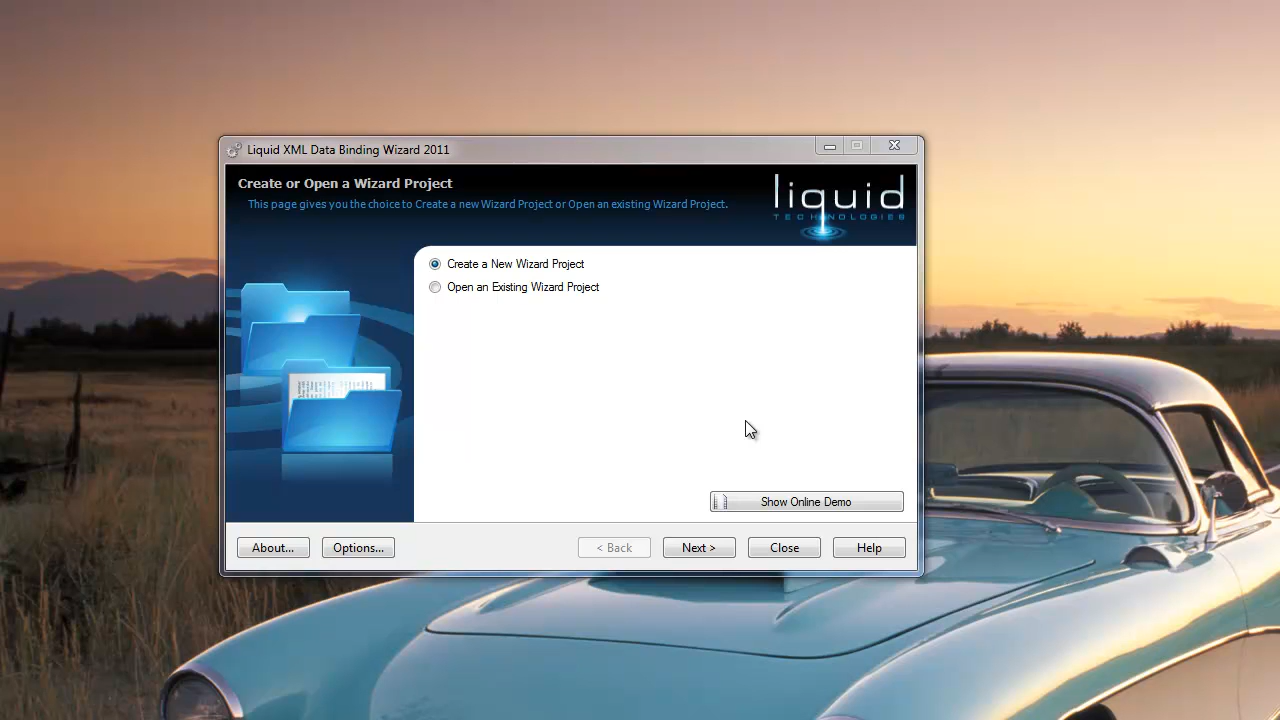 Liquid XML Data Binding Wizard 2011
Create or Open a Wizard Project
This page gives you the choice to Create a new Wizard Project or Open an existing Wizard Project.
liquid
TECHNOLOGIES
Create a New Wizard Project
Open an Existing Wizard Project
Show Online Demo
About...
Options...
< Back
Next >
Close
Help